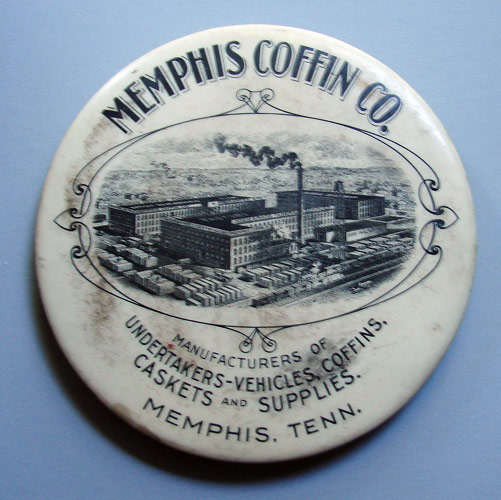 MEMPHIS COFFIN CO.
MANUFACTURERS OF
UNDERTAKERS-VEHICLES, COFFINS,
CASKETS AND SUPPLIES.
MEMPHIS, TENN.